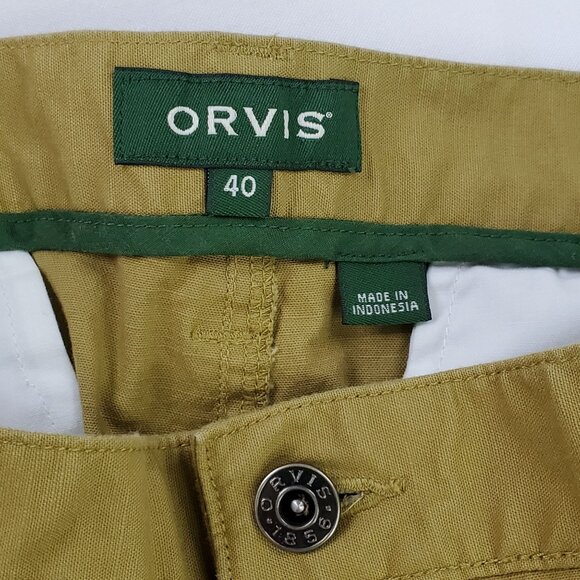 ORVIS®
40
MADE IN
INDONESIA
ORVIS
·1856·